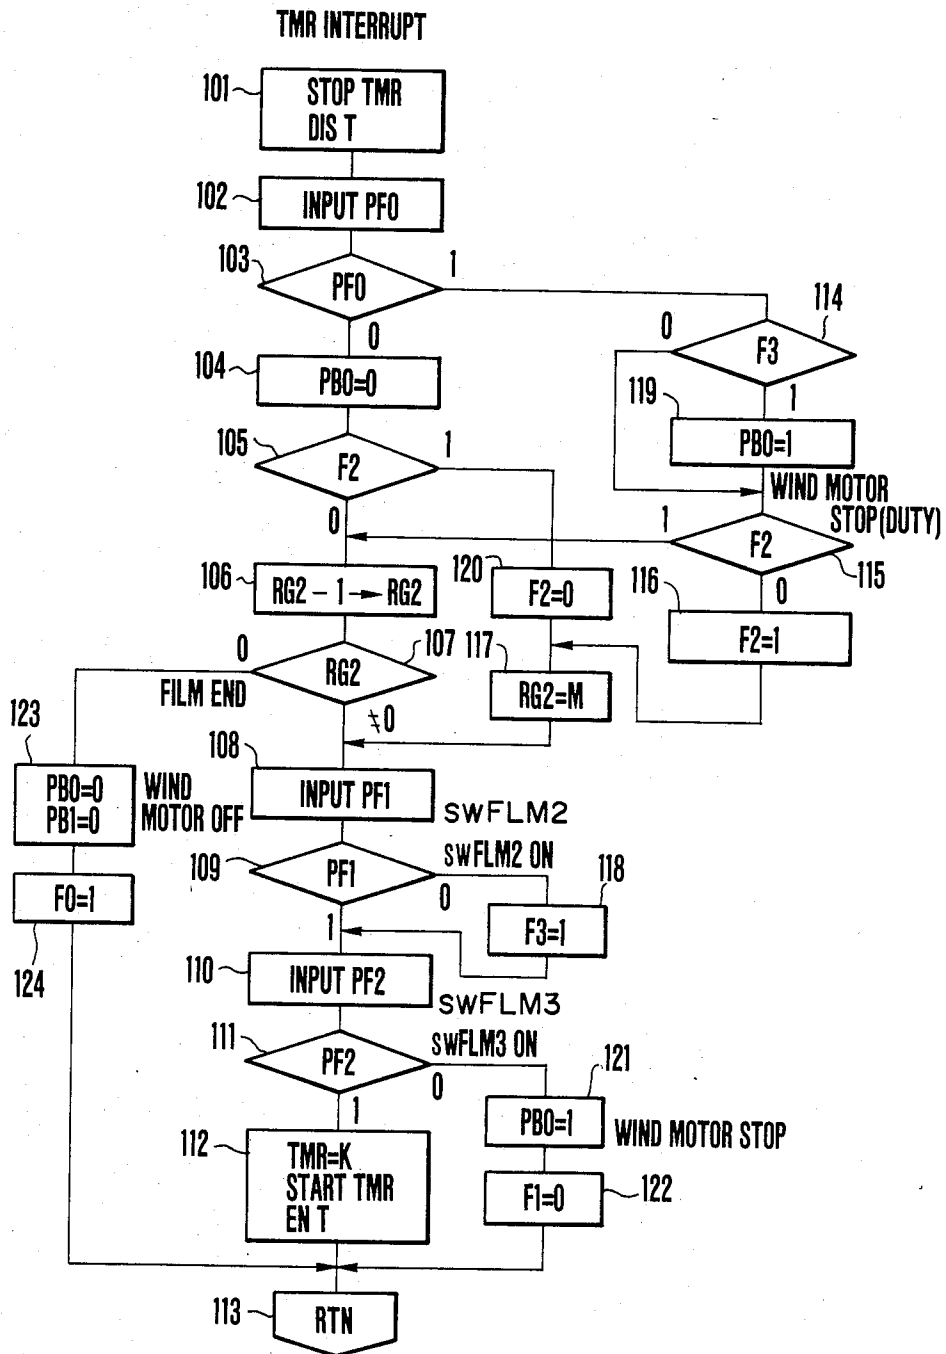 TMR INTERRUPT
101
STOP TMR
DIS T
102
INPUT PF0
103
PF0
1
0
114
F3
0
1
104
PB0=0
119
PB0=1
105
F2
1
0
WIND MOTOR
STOP(DUTY)
F2
1
0
115
106
RG2 - 1 → RG2
120
F2=0
116
F2=1
107
RG2
0
≠0
FILM END
117
RG2=M
123
PB0=0
PB1=0
WIND
MOTOR OFF
108
INPUT PF1
SWFLM2
109
PF1
SWFLM2 ON
0
1
118
F3=1
F0=1
124
110
INPUT PF2
SWFLM3
111
PF2
SWFLM3 ON
0
1
121
PB0=1
WIND MOTOR STOP
112
TMR=K
START TMR
EN T
F1=0
122
113
RTN